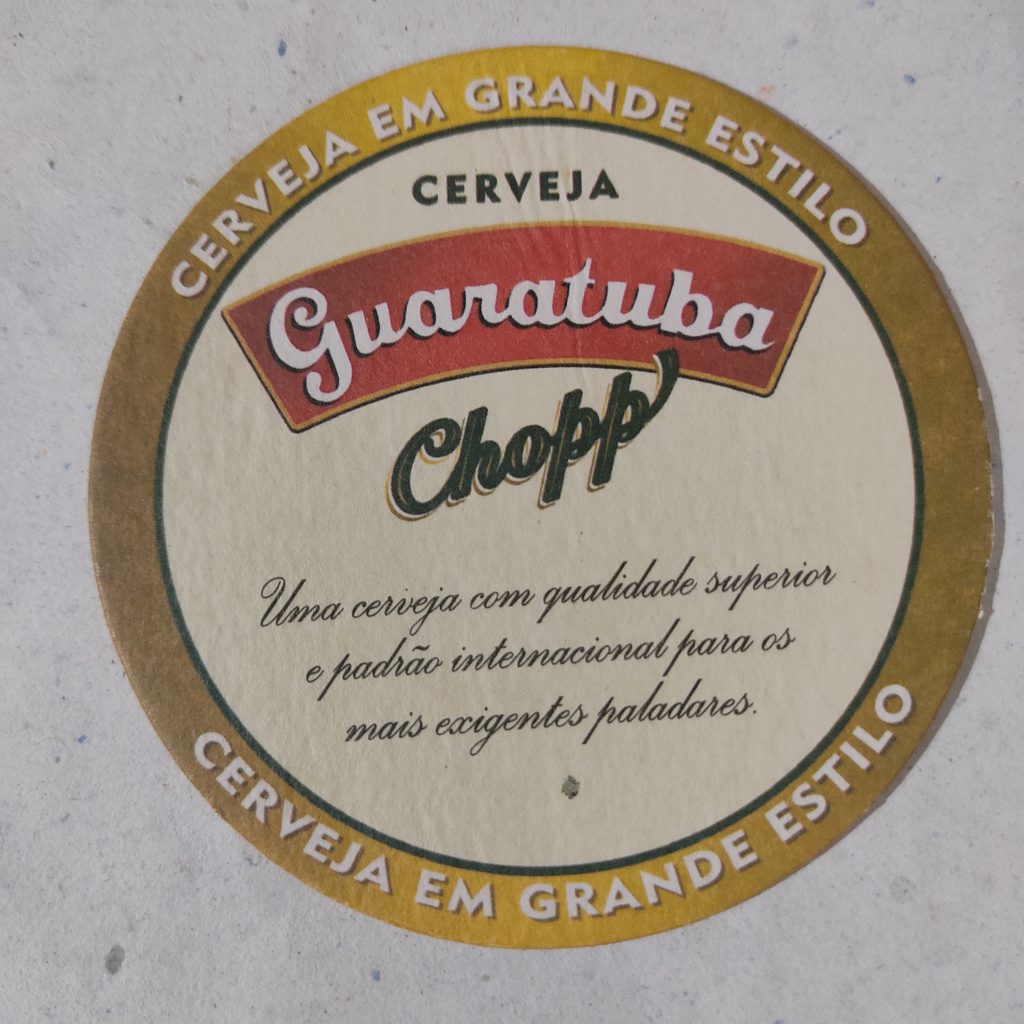 CERVEJA EM GRANDE ESTILO
CERVEJA
Guaratuba
Chopp
Uma cerveja com qualidade superior
e padrão internacional para os
mais exigentes paladares.
CERVEJA EM GRANDE ESTILO